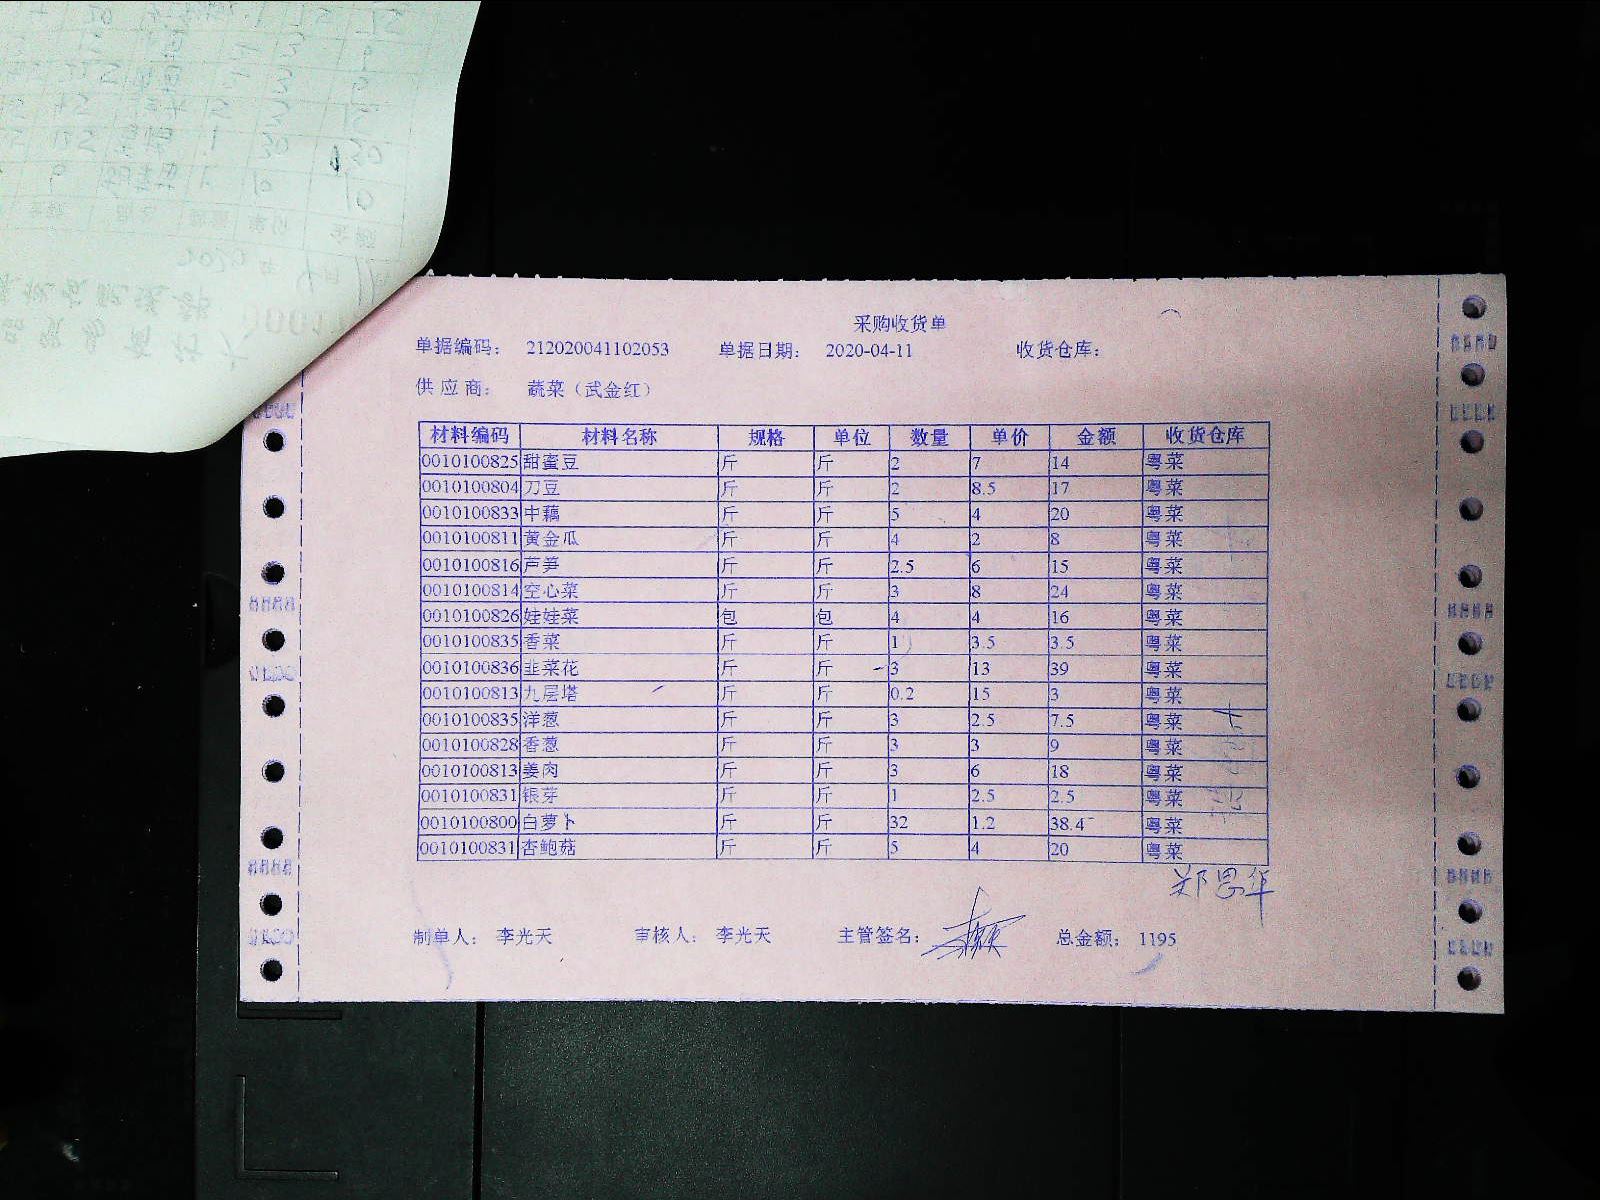 采购收货单
单据编码: 212020041102053 单据日期: 2020-04-11 收货仓库:
供应商: 蔬菜（武金红）
材料编码 材料名称 规格 单位 数量 单价 金额 收货仓库
0010100825 甜蜜豆 斤 斤 2 7 14 粤菜
0010100804 刀豆 斤 斤 2 8.5 17 粤菜
0010100833 中藕 斤 斤 5 4 20 粤菜
0010100811 黄金瓜 斤 斤 4 2 8 粤菜
0010100816 芦笋 斤 斤 2.5 6 15 粤菜
0010100814 空心菜 斤 斤 3 8 24 粤菜
0010100826 娃娃菜 包 包 4 4 16 粤菜
0010100835 香菜 斤 斤 1 3.5 3.5 粤菜
0010100836 韭菜花 斤 斤 3 13 39 粤菜
0010100813 九层塔 斤 斤 0.2 15 3 粤菜
0010100835 洋葱 斤 斤 3 2.5 7.5 粤菜
0010100828 香葱 斤 斤 3 3 9 粤菜
0010100813 姜肉 斤 斤 3 6 18 粤菜
0010100831 银芽 斤 斤 1 2.5 2.5 粤菜
0010100800 白萝卜 斤 斤 32 1.2 38.4 粤菜
0010100831 杏鲍菇 斤 斤 5 4 20 粤菜
郑思华
制单人: 李光天 审核人: 李光天 主管签名: 总金额: 1195